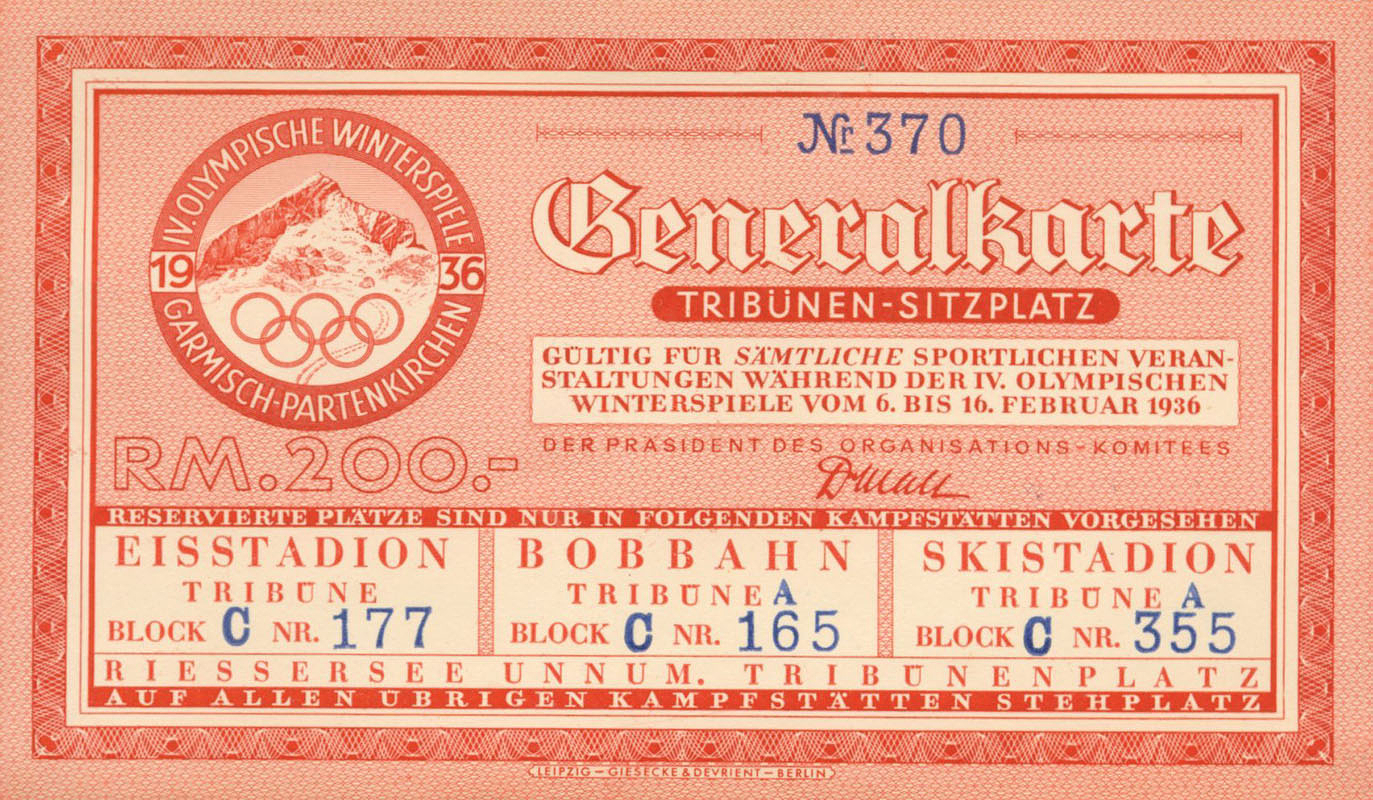 IV. OLYMPISCHE WINTERSPIELE
1936
GARMISCH-PARTENKIRCHEN
RM.200.-
Nr 370
Generalkarte
TRIBÜNEN-SITZPLATZ
GÜLTIG FÜR SÄMTLICHE SPORTLICHEN VERAN-
STALTUNGEN WÄHREND DER IV. OLYMPISCHEN
WINTERSPIELE VOM 6. BIS 16. FEBRUAR 1936
DER PRÄSIDENT DES ORGANISATIONS-KOMITEES
RESERVIERTE PLÄTZE SIND NUR IN FOLGENDEN KAMPFSTÄTTEN VORGESEHEN
EISSTADION
TRIBÜNE
BLOCK C NR. 177
BOBBAHN
TRIBÜNE A
BLOCK C NR. 165
SKISTADION
TRIBÜNE A
BLOCK C NR. 355
RIESSERSEE UNNUM. TRIBÜNENPLATZ
AUF ALLEN ÜBRIGEN KAMPFSTÄTTEN STEHPLATZ
LEIPZIG — GIESECKE & DEVRIENT — BERLIN